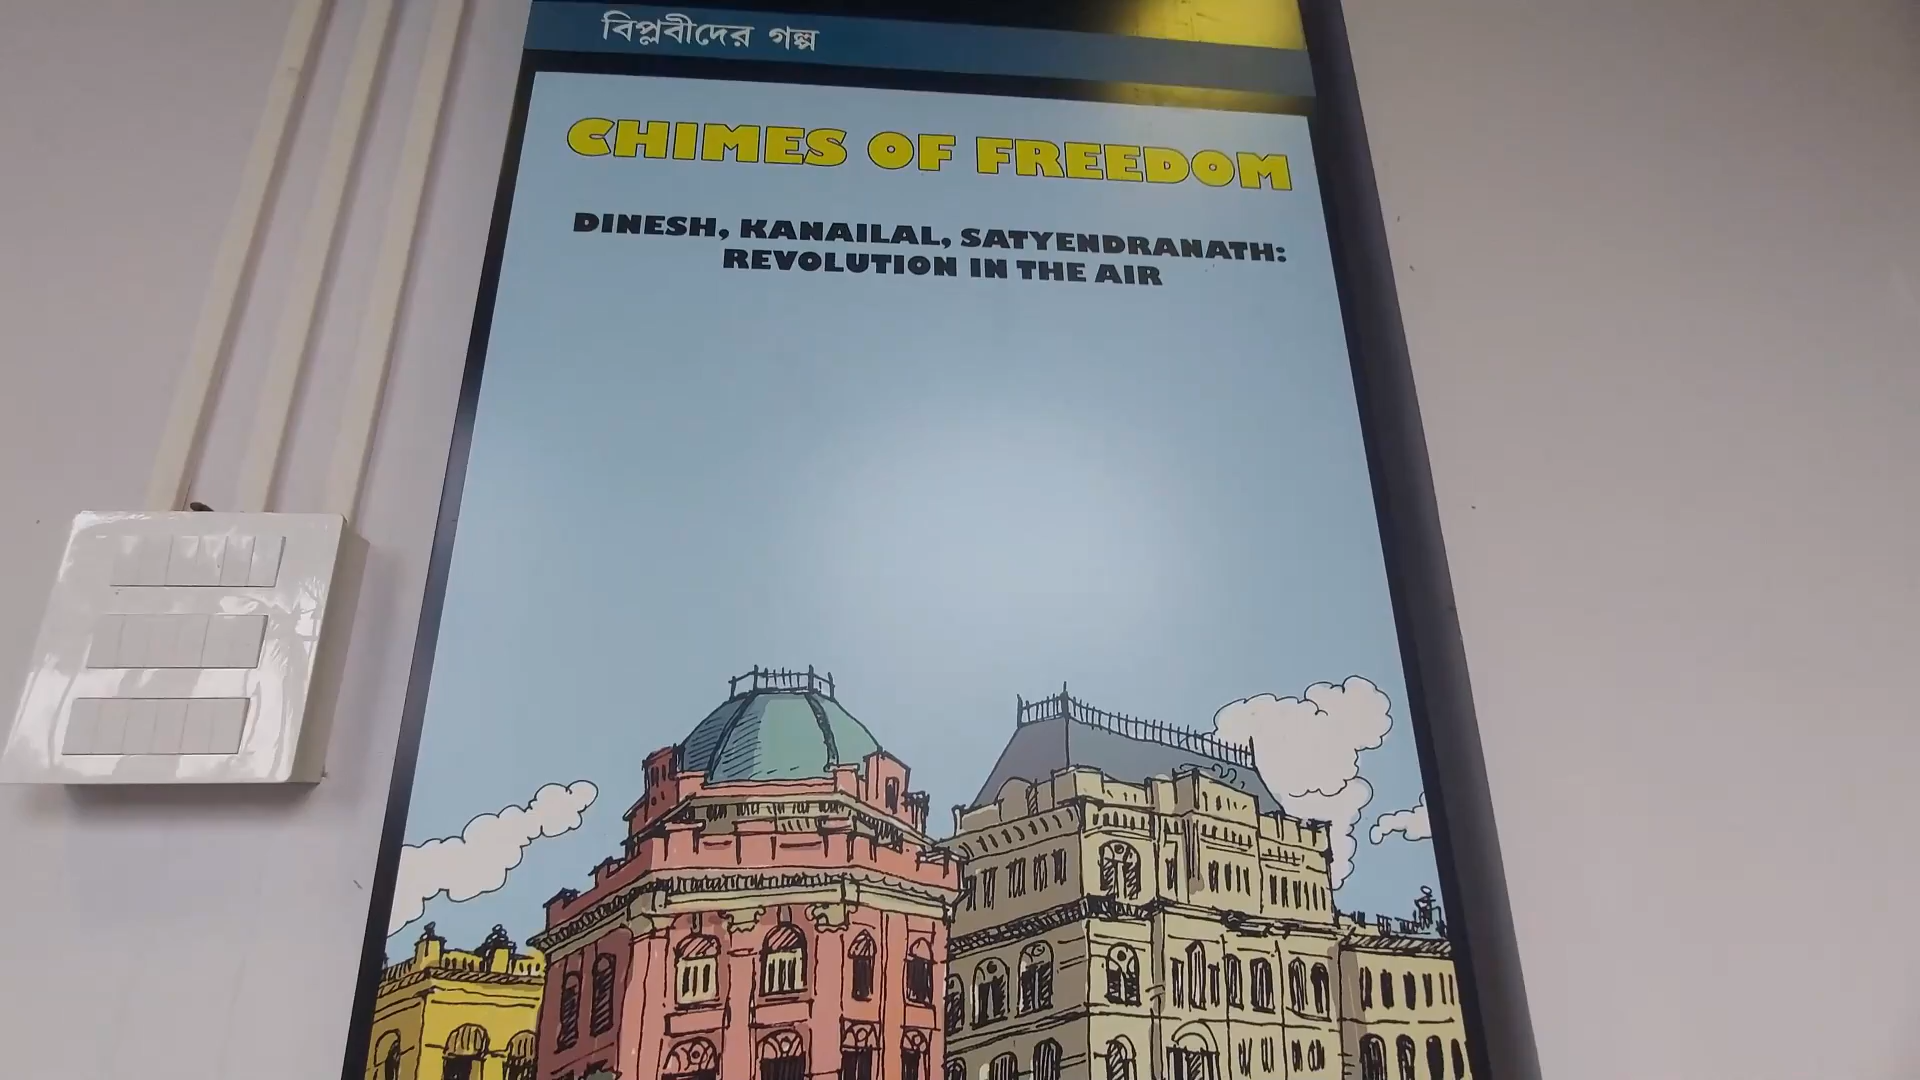 বিপ্লবীদের গল্প
CHIMES OF FREEDOM
DINESH, KANAILAL, SATYENDRANATH:
REVOLUTION IN THE AIR